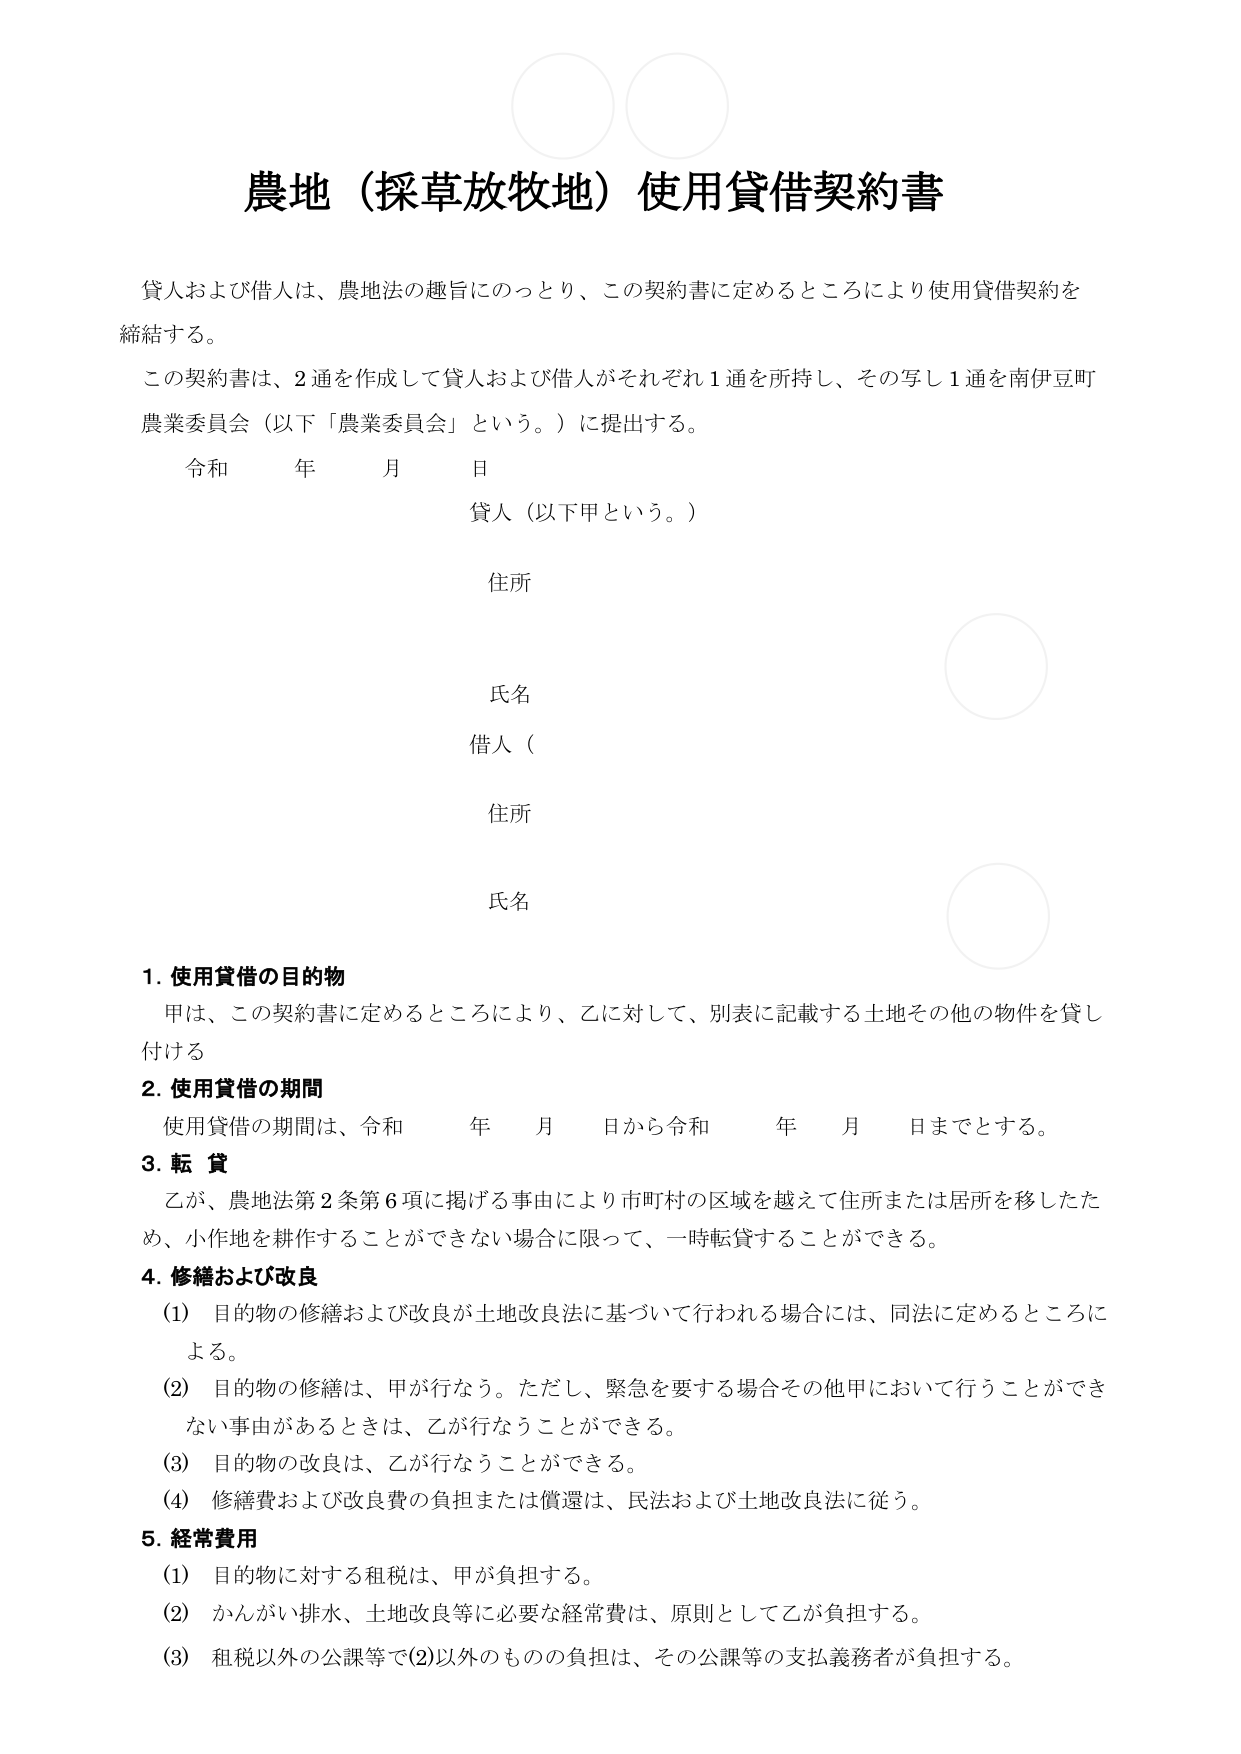 農地（採草放牧地）使用貸借契約書
貸人および借人は、農地法の趣旨にのっとり、この契約書に定めるところにより使用貸借契約を
締結する。
この契約書は、2通を作成して貸人および借人がそれぞれ1通を所持し、その写し1通を南伊豆町
農業委員会（以下「農業委員会」という。）に提出する。
令和　　　年　　　月　　　日
貸人（以下甲という。）
住所
氏名
借人（
住所
氏名
1. 使用貸借の目的物
甲は、この契約書に定めるところにより、乙に対して、別表に記載する土地その他の物件を貸し
付ける
2. 使用貸借の期間
使用貸借の期間は、令和　　　年　　月　　日から令和　　　年　　月　　日までとする。
3. 転 貸
乙が、農地法第2条第6項に掲げる事由により市町村の区域を越えて住所または居所を移したた
め、小作地を耕作することができない場合に限って、一時転貸することができる。
4. 修繕および改良
(1)　目的物の修繕および改良が土地改良法に基づいて行われる場合には、同法に定めるところに
よる。
(2)　目的物の修繕は、甲が行なう。ただし、緊急を要する場合その他甲において行うことができ
ない事由があるときは、乙が行なうことができる。
(3)　目的物の改良は、乙が行なうことができる。
(4)　修繕費および改良費の負担または償還は、民法および土地改良法に従う。
5. 経常費用
(1)　目的物に対する租税は、甲が負担する。
(2)　かんがい排水、土地改良等に必要な経常費は、原則として乙が負担する。
(3)　租税以外の公課等で(2)以外のものの負担は、その公課等の支払義務者が負担する。